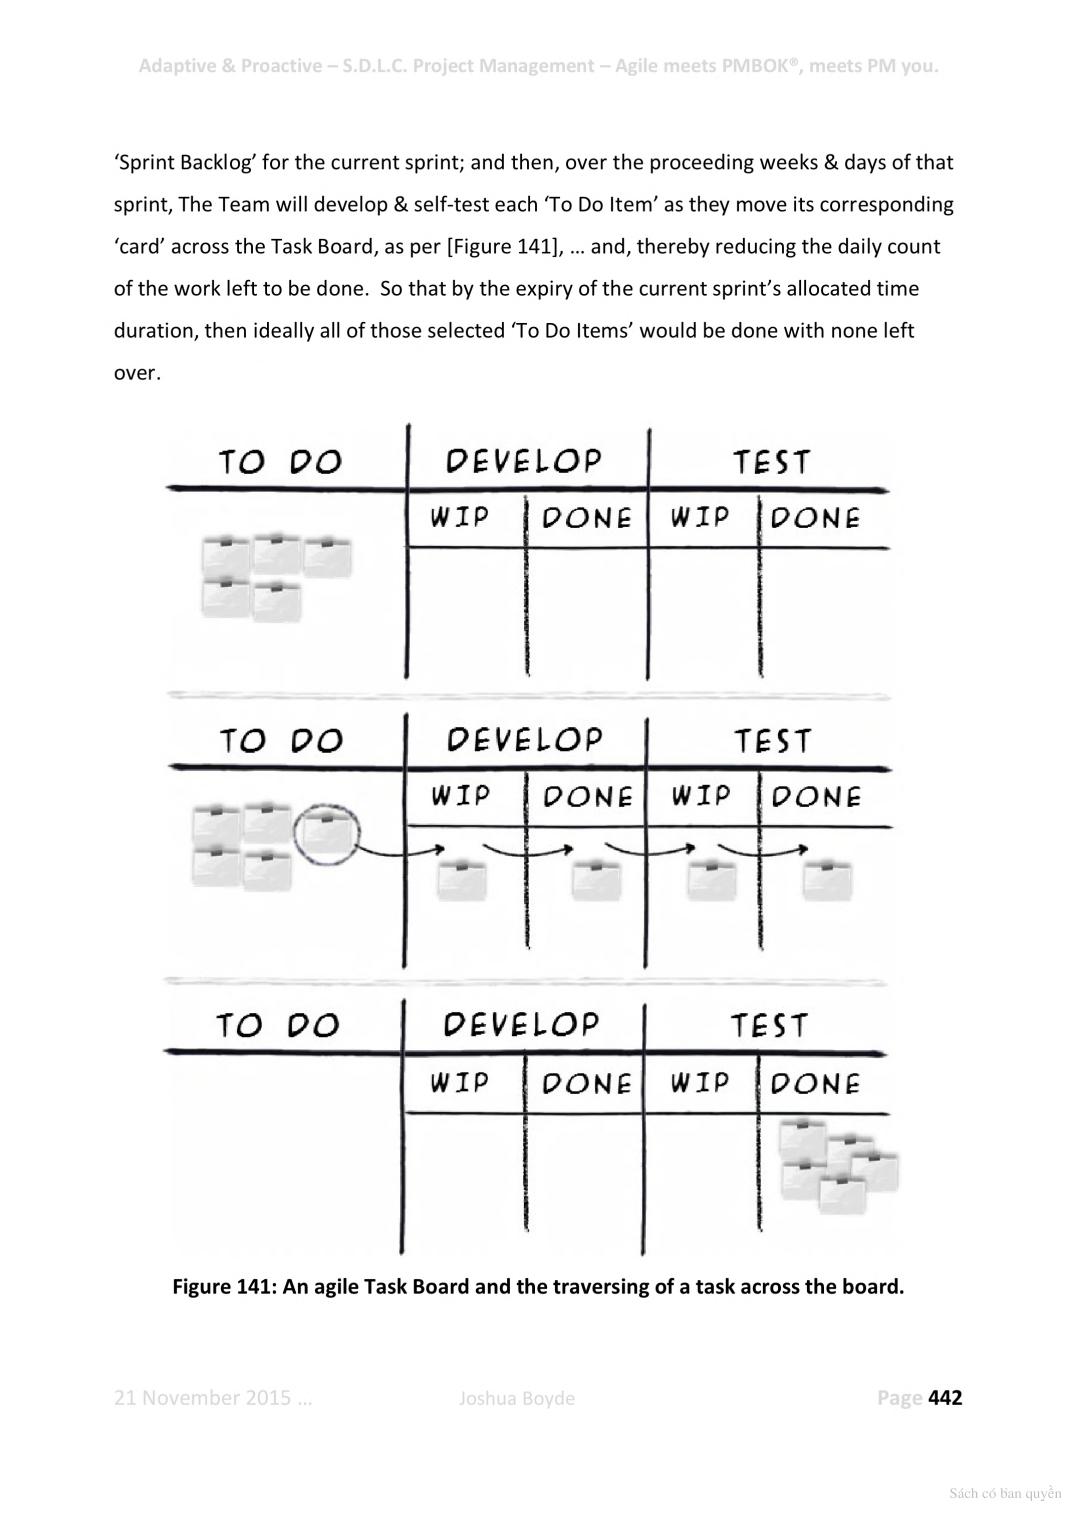 Adaptive & Proactive – S.D.L.C. Project Management – Agile meets PMBOK®, meets PM you.
‘Sprint Backlog’ for the current sprint; and then, over the proceeding weeks & days of that
sprint, The Team will develop & self-test each ‘To Do Item’ as they move its corresponding
‘card’ across the Task Board, as per [Figure 141], … and, thereby reducing the daily count
of the work left to be done.  So that by the expiry of the current sprint’s allocated time
duration, then ideally all of those selected ‘To Do Items’ would be done with none left
over.
TO DO DEVELOP TEST
WIP DONE WIP DONE
TO DO DEVELOP TEST
WIP DONE WIP DONE
TO DO DEVELOP TEST
WIP DONE WIP DONE
Figure 141: An agile Task Board and the traversing of a task across the board.
21 November 2015 … Joshua Boyde Page 442
Sách có bản quyền